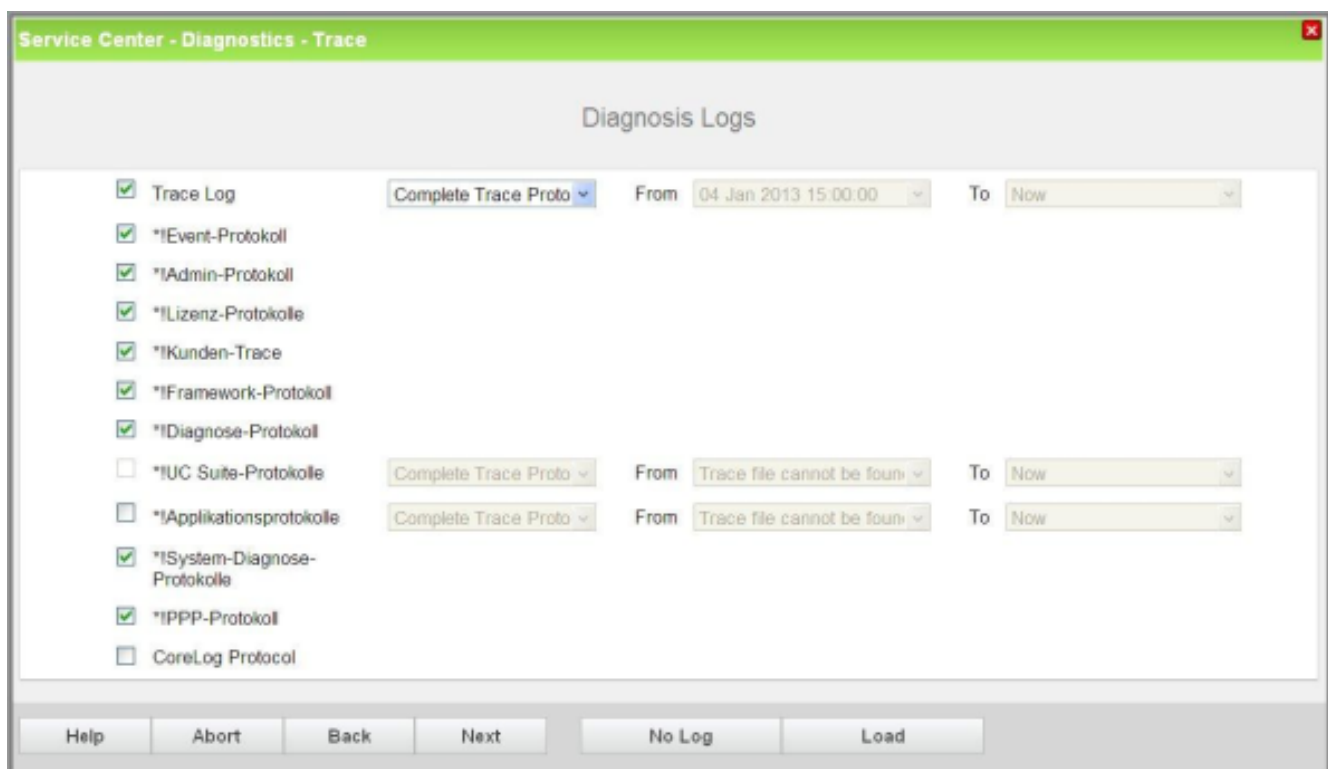 Service Center - Diagnostics - Trace
Diagnosis Logs
Trace Log Complete Trace Proto From 04 Jan 2013 15:00:00 To Now
*!Event-Protokoll
*!Admin-Protokoll
*!Lizenz-Protokolle
*!Kunden-Trace
*!Framework-Protokoll
*!Diagnose-Protokoll
*!UC Suite-Protokolle Complete Trace Proto From Trace file cannot be foun To Now
*!Applikationsprotokolle Complete Trace Proto From Trace file cannot be foun To Now
*!System-Diagnose-
Protokolle
*!PPP-Protokoll
CoreLog Protocol
Help Abort Back Next No Log Load